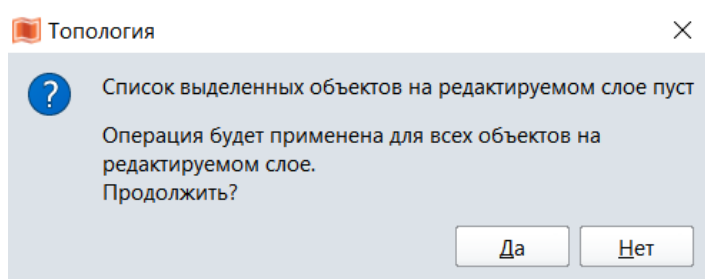 Топология
Список выделенных объектов на редактируемом слое пуст
Операция будет применена для всех объектов на
редактируемом слое.
Продолжить?
Да Нет